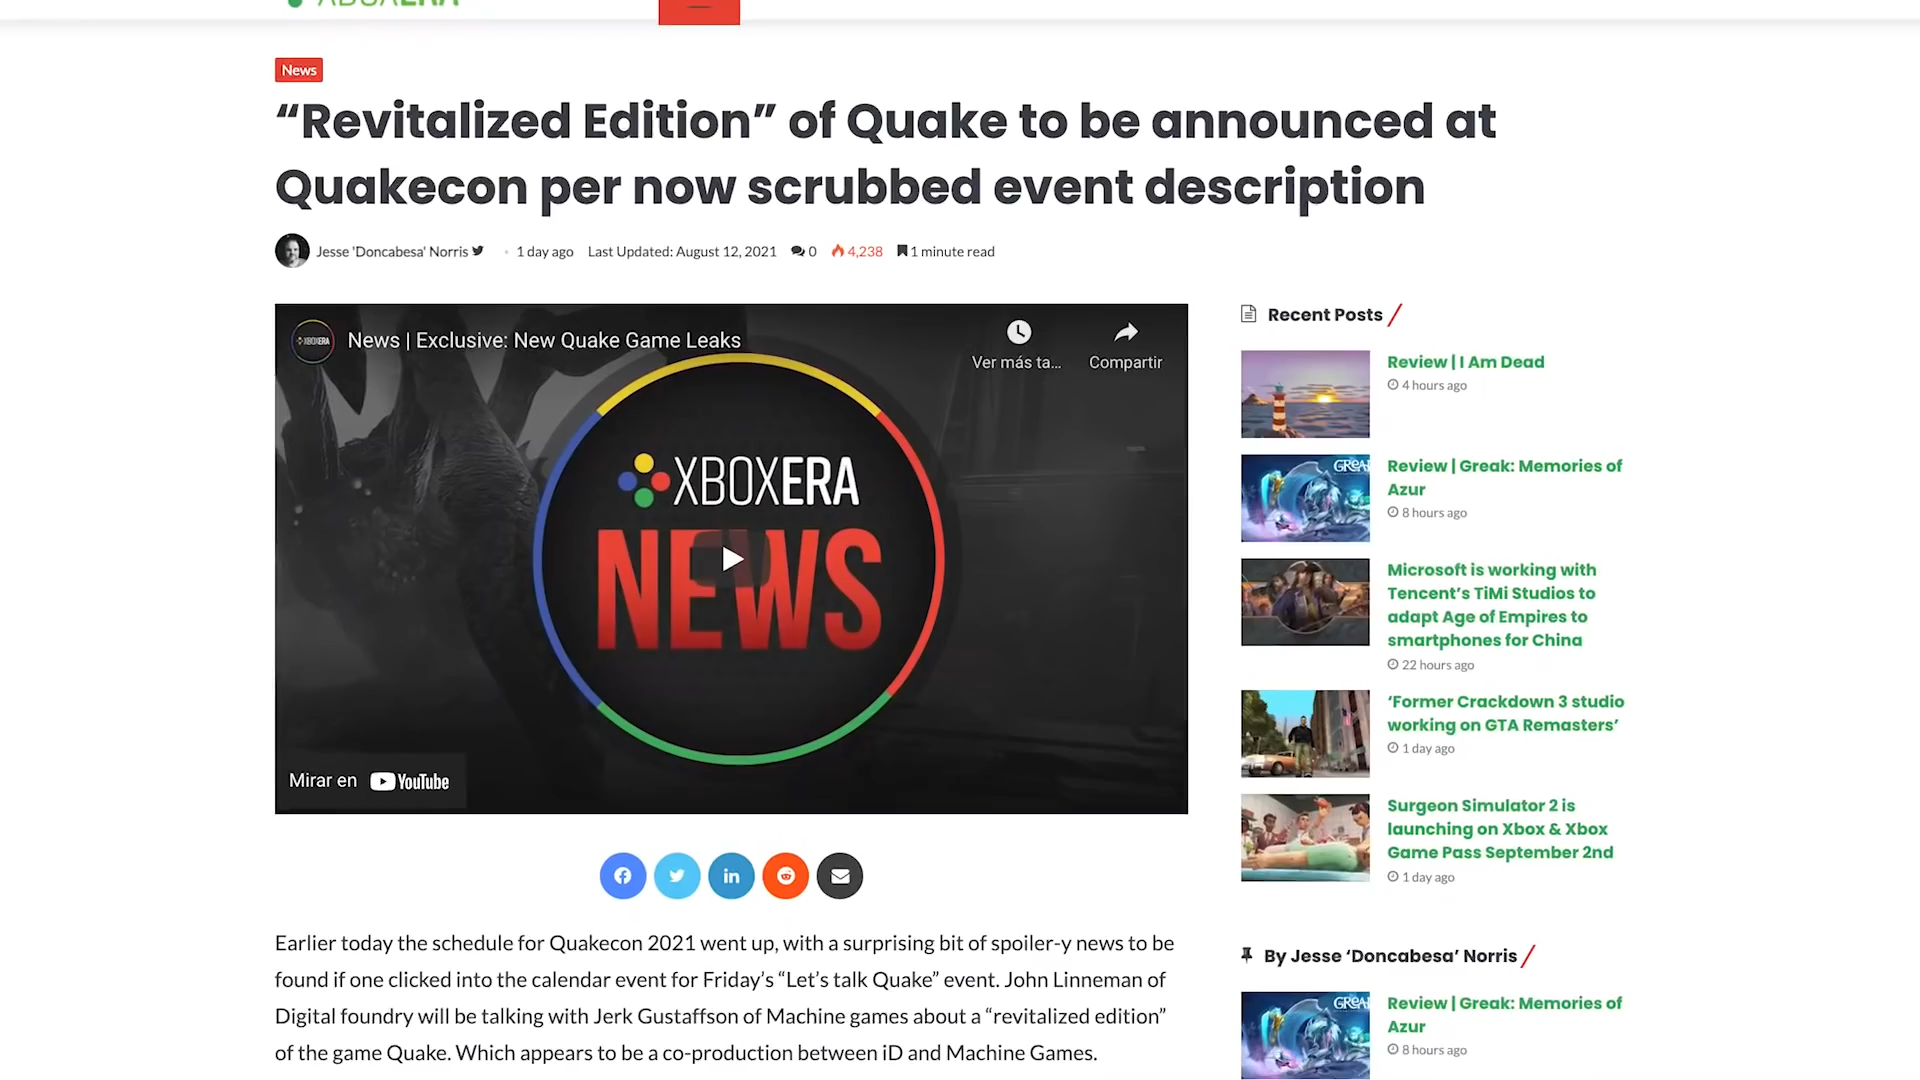 XBOXERA
News
“Revitalized Edition” of Quake to be announced at
Quakecon per now scrubbed event description
Jesse 'Doncabesa' Norris
1 day ago
Last Updated: August 12, 2021
0
4,238
1 minute read
XBOXERA
News | Exclusive: New Quake Game Leaks
Ver más ta...
Compartir
XBOXERA
NEWS
Mirar en
YouTube
Earlier today the schedule for Quakecon 2021 went up, with a surprising bit of spoiler-y news to be
found if one clicked into the calendar event for Friday’s “Let’s talk Quake” event. John Linneman of
Digital foundry will be talking with Jerk Gustaffson of Machine games about a “revitalized edition”
of the game Quake. Which appears to be a co-production between iD and Machine Games.
Recent Posts
Review | I Am Dead
4 hours ago
GREAK
Review | Greak: Memories of
Azur
8 hours ago
Microsoft is working with
Tencent’s TiMi Studios to
adapt Age of Empires to
smartphones for China
22 hours ago
‘Former Crackdown 3 studio
working on GTA Remasters’
1 day ago
Surgeon Simulator 2 is
launching on Xbox & Xbox
Game Pass September 2nd
1 day ago
By Jesse ‘Doncabesa’ Norris
GREAK
Review | Greak: Memories of
Azur
8 hours ago